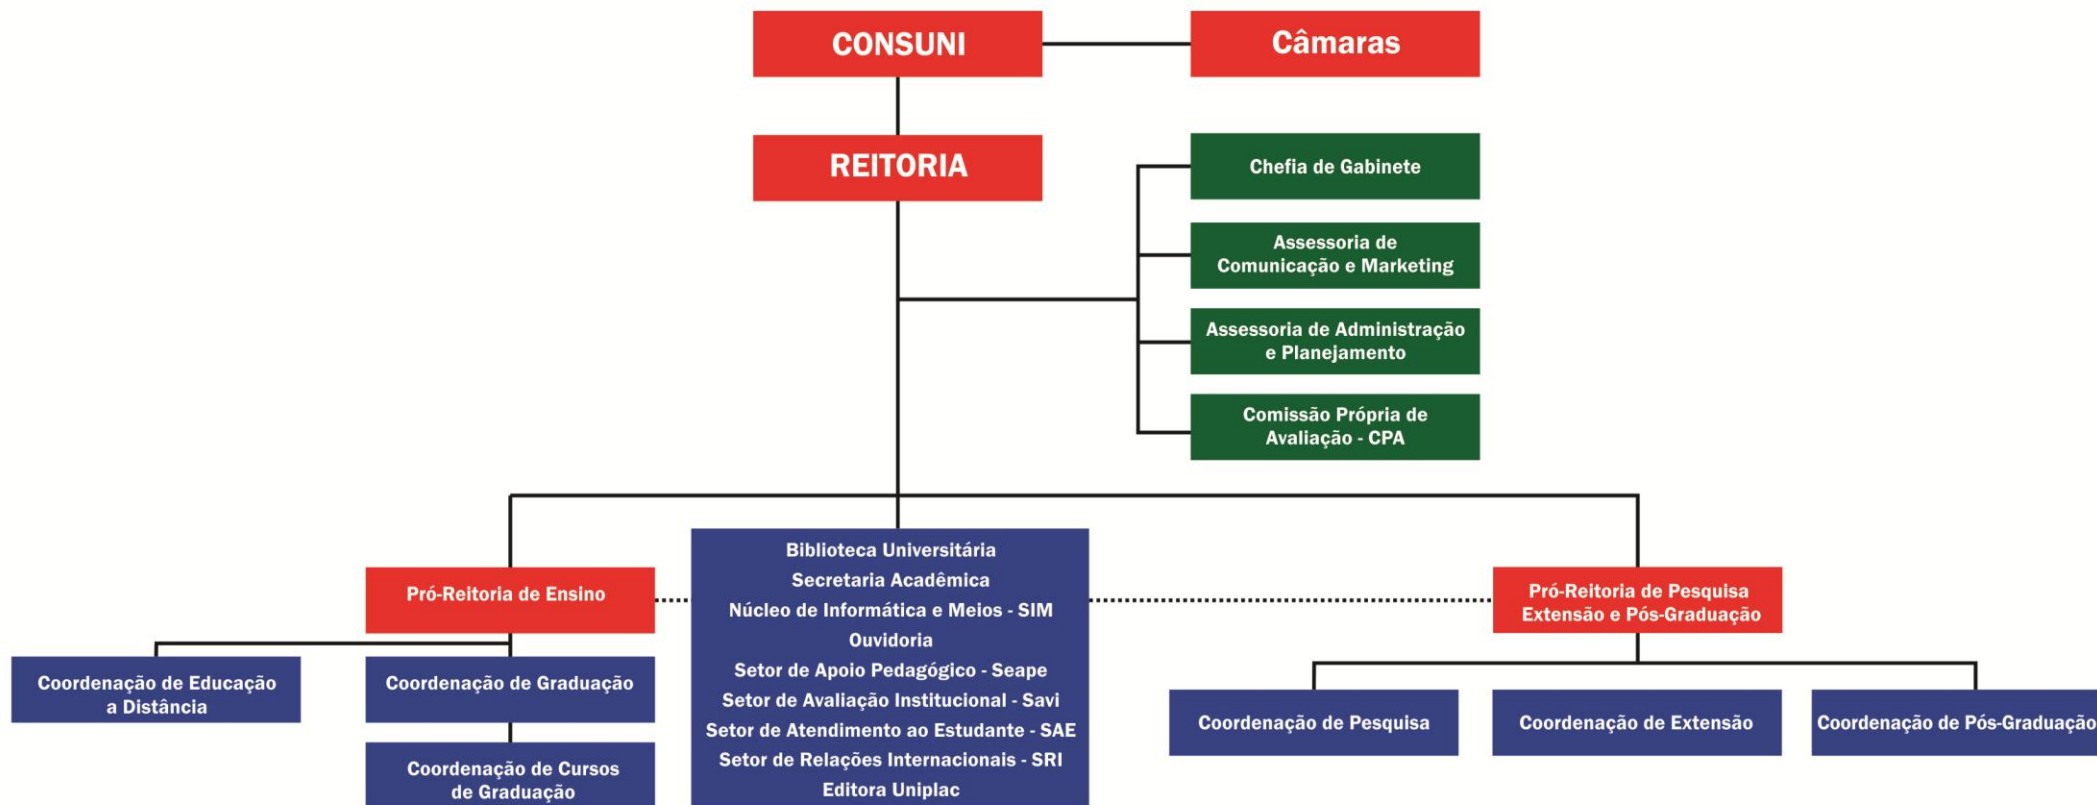 CONSUNI
Câmaras
REITORIA
Chefia de Gabinete
Assessoria de
Comunicação e Marketing
Assessoria de Administração
e Planejamento
Comissão Própria de
Avaliação - CPA
Pró-Reitoria de Ensino
Coordenação de Educação
a Distância
Coordenação de Graduação
Coordenação de Cursos
de Graduação
Biblioteca Universitária
Secretaria Acadêmica
Núcleo de Informática e Meios - SIM
Ouvidoria
Setor de Apoio Pedagógico - Seape
Setor de Avaliação Institucional - Savi
Setor de Atendimento ao Estudante - SAE
Setor de Relações Internacionais - SRI
Editora Uniplac
Pró-Reitoria de Pesquisa
Extensão e Pós-Graduação
Coordenação de Pesquisa
Coordenação de Extensão
Coordenação de Pós-Graduação